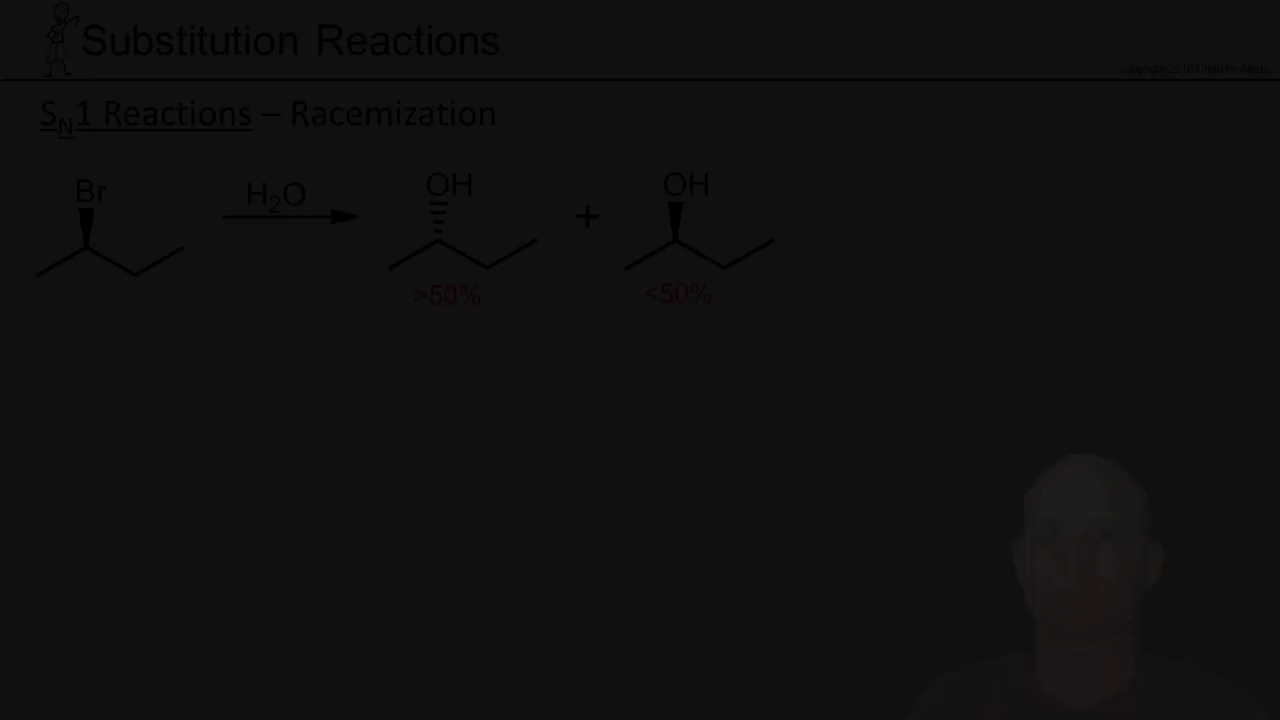 Substitution Reactions
SN1 Reactions – Racemization
Br
H2O
OH
+
OH
>50%
<50%